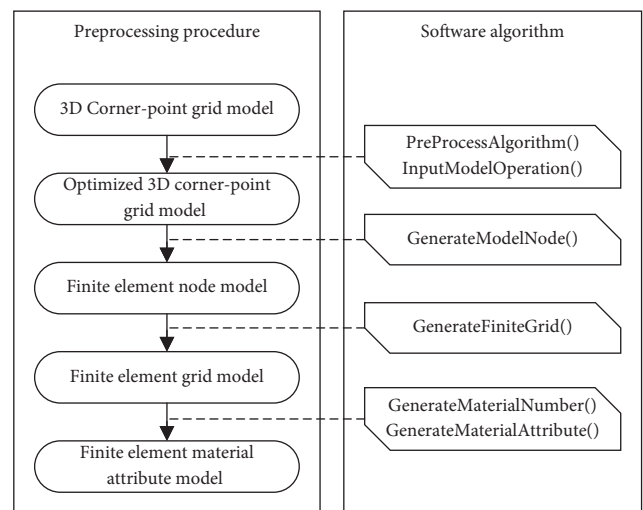 Preprocessing procedure
3D Corner-point grid model
Optimized 3D corner-point
grid model
Finite element node model
Finite element grid model
Finite element material
attribute model
Software algorithm
PreProcessAlgorithm()
InputModelOperation()
GenerateModelNode()
GenerateFiniteGrid()
GenerateMaterialNumber()
GenerateMaterialAttribute()